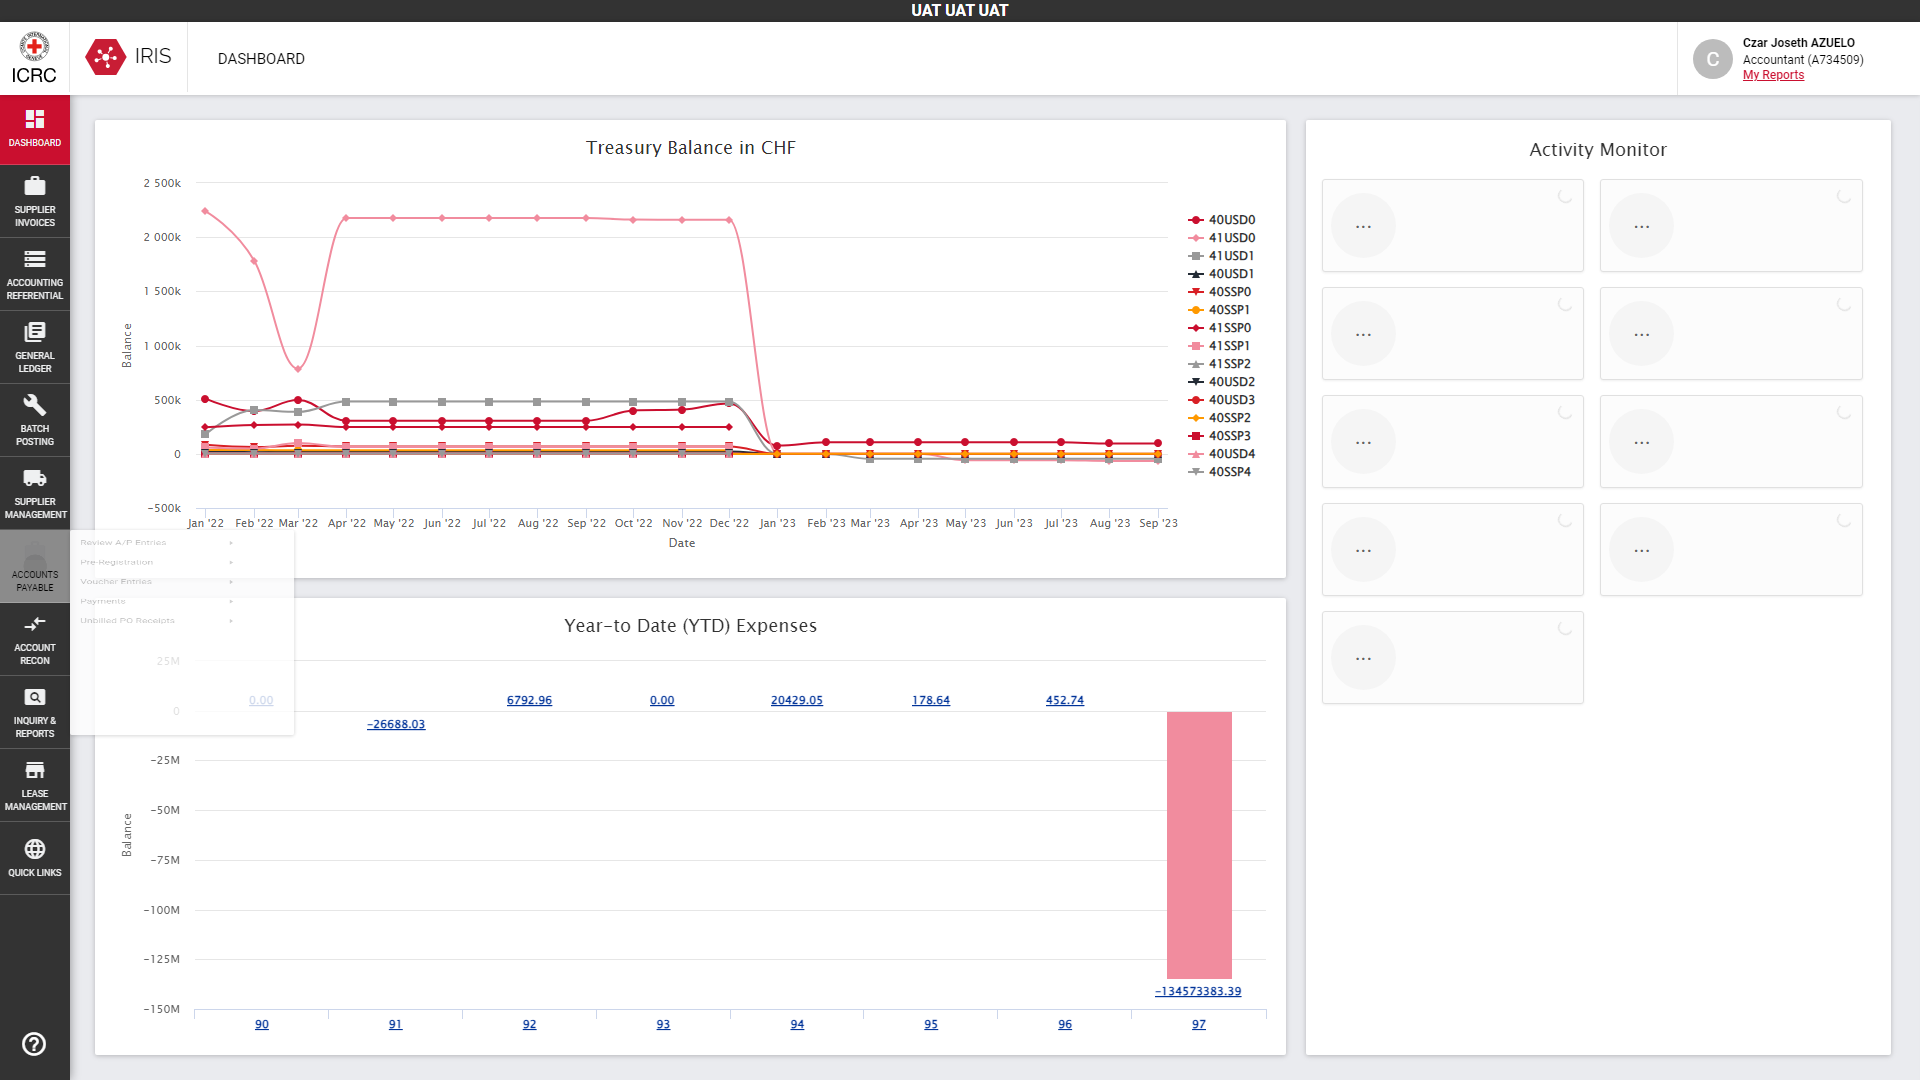 UAT UAT UAT
ICRC
IRIS
DASHBOARD
C
Czar Joseth AZUELO
Accountant (A734509)
My Reports
DASHBOARD
SUPPLIER
INVOICES
ACCOUNTING
REFERENTIAL
GENERAL
LEDGER
BATCH
POSTING
SUPPLIER
MANAGEMENT
ACCOUNTS
PAYABLE
ACCOUNT
RECON
INQUIRY &
REPORTS
LEASE
MANAGEMENT
QUICK LINKS
Review A/P Entries
Pre-Registration
Voucher Entries
Payments
Unbilled PO Receipts
Treasury Balance in CHF
2 500k
2 000k
1 500k
1 000k
500k
0
−500k
Balance
Jan '22 Feb '22 Mar '22 Apr '22 May '22 Jun '22 Jul '22 Aug '22 Sep '22 Oct '22 Nov '22 Dec '22 Jan '23 Feb '23 Mar '23 Apr '23 May '23 Jun '23 Jul '23 Aug '23 Sep '23
Date
40USD0
41USD0
41USD1
40USD1
40SSP0
40SSP1
41SSP0
41SSP1
41SSP2
40USD2
40USD3
40SSP2
40SSP3
40USD4
40SSP4
Year-to Date (YTD) Expenses
25M
0
−25M
−50M
−75M
−100M
−125M
−150M
Balance
0.00 −26688.03 6792.96 0.00 20429.05 178.64 452.74
−134573383.39
90 91 92 93 94 95 96 97
Activity Monitor
... ...
... ...
... ...
... ...
...